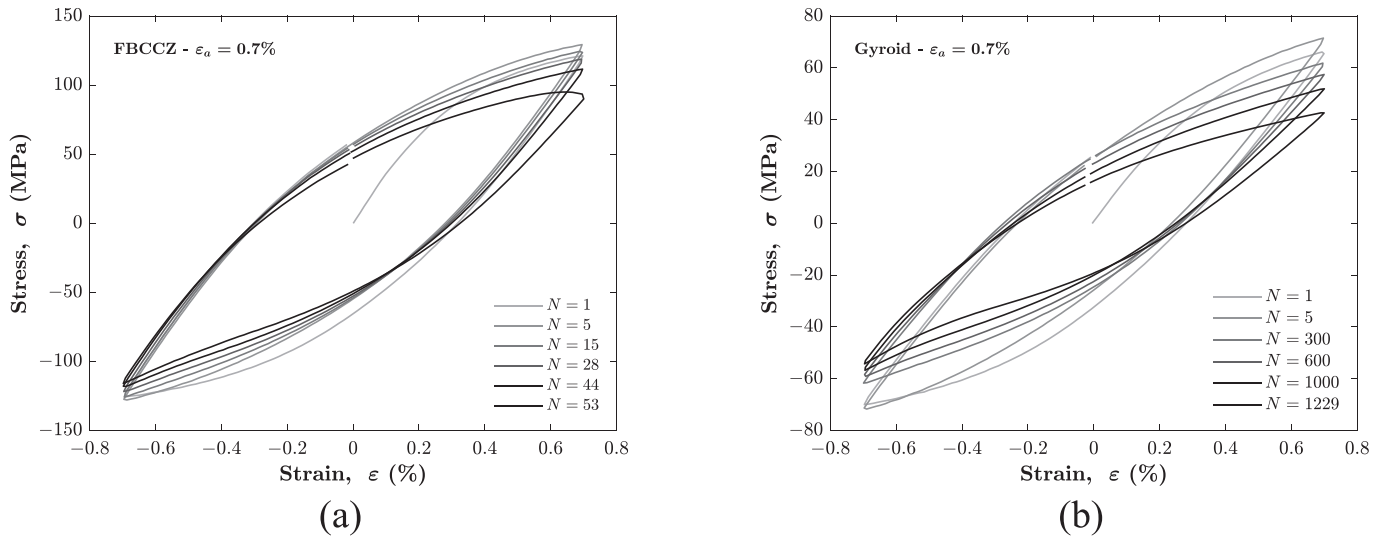 150
100
50
0
−50
−100
−150
−0.8
−0.6
−0.4
−0.2
0
0.2
0.4
0.6
0.8
Stress, σ (MPa)
Strain, ε (%)
FBCCZ - εₐ = 0.7%
N = 1
N = 5
N = 15
N = 28
N = 44
N = 53
(a)
80
60
40
20
0
−20
−40
−60
−80
−0.8
−0.6
−0.4
−0.2
0
0.2
0.4
0.6
0.8
Stress, σ (MPa)
Strain, ε (%)
Gyroid - εₐ = 0.7%
N = 1
N = 5
N = 300
N = 600
N = 1000
N = 1229
(b)